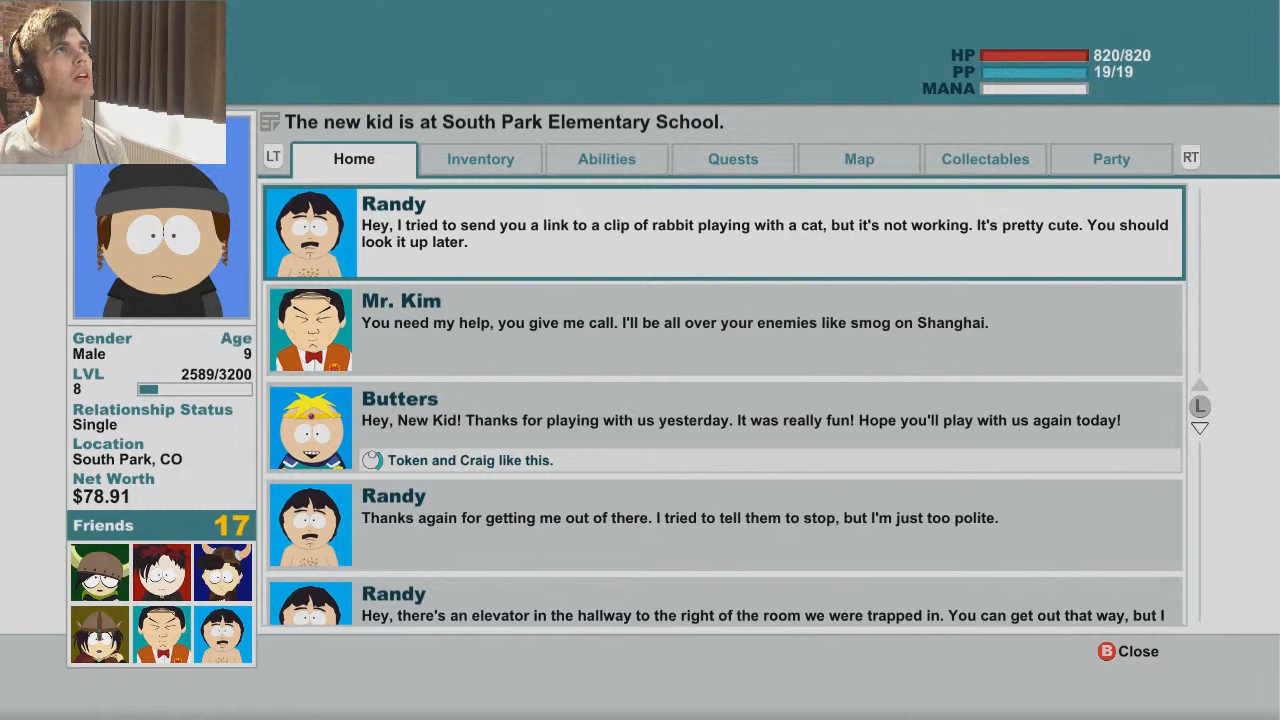 HP 820/820
PP 19/19
MANA
The new kid is at South Park Elementary School.
LT Home Inventory Abilities Quests Map Collectables Party RT
Randy
Hey, I tried to send you a link to a clip of rabbit playing with a cat, but it's not working. It's pretty cute. You should
look it up later.
Mr. Kim
You need my help, you give me call. I'll be all over your enemies like smog on Shanghai.
Gender Age
Male 9
LVL 2589/3200
8
Relationship Status
Single
Location
South Park, CO
Net Worth
$78.91
Friends 17
Butters
Hey, New Kid! Thanks for playing with us yesterday. It was really fun! Hope you'll play with us again today!
Token and Craig like this.
L
Randy
Thanks again for getting me out of there. I tried to tell them to stop, but I'm just too polite.
Randy
Hey, there's an elevator in the hallway to the right of the room we were trapped in. You can get out that way, but I
B Close